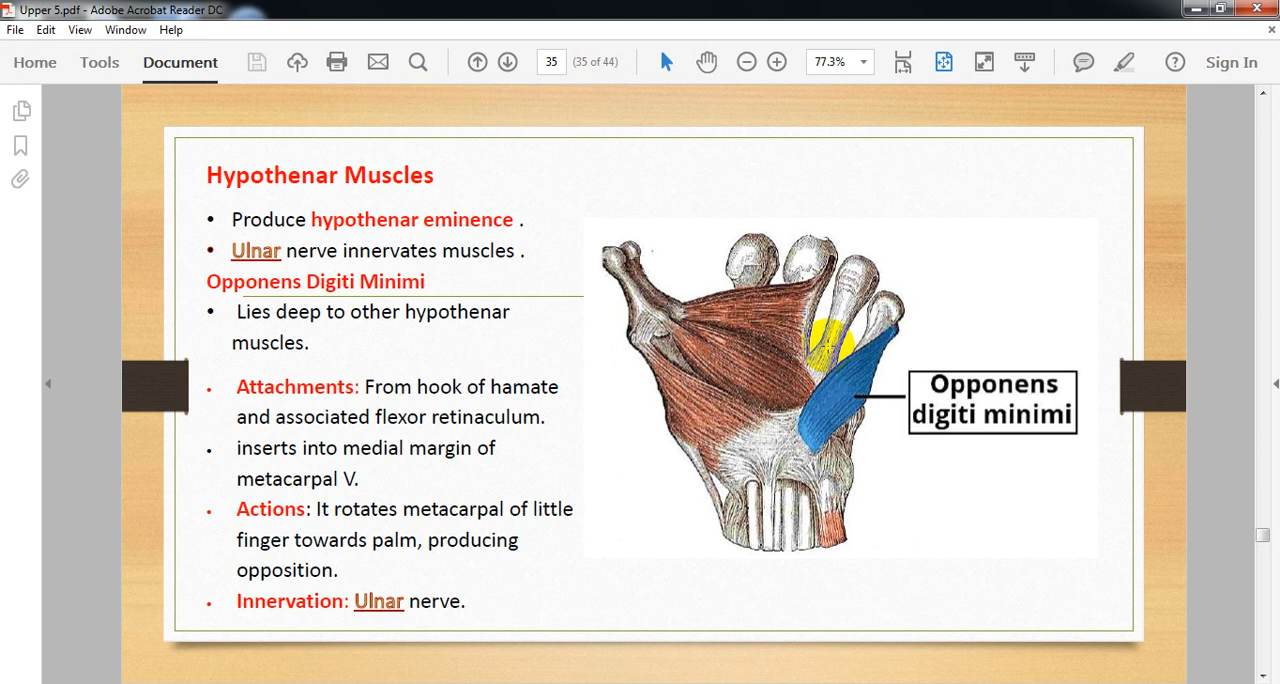 Upper 5.pdf - Adobe Acrobat Reader DC
File Edit View Window Help
Home Tools Document 35 (35 of 44) 77.3% Sign In
Hypothenar Muscles
• Produce hypothenar eminence .
• Ulnar nerve innervates muscles .
Opponens Digiti Minimi
• Lies deep to other hypothenar
muscles.
• Attachments: From hook of hamate
and associated flexor retinaculum.
• inserts into medial margin of
metacarpal V.
• Actions: It rotates metacarpal of little
finger towards palm, producing
opposition.
• Innervation: Ulnar nerve.
Opponens
digiti minimi